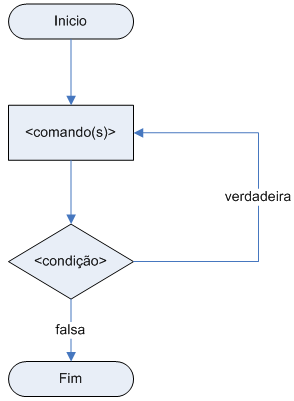 Inicio
<comando(s)>
verdadeira
<condição>
falsa
Fim